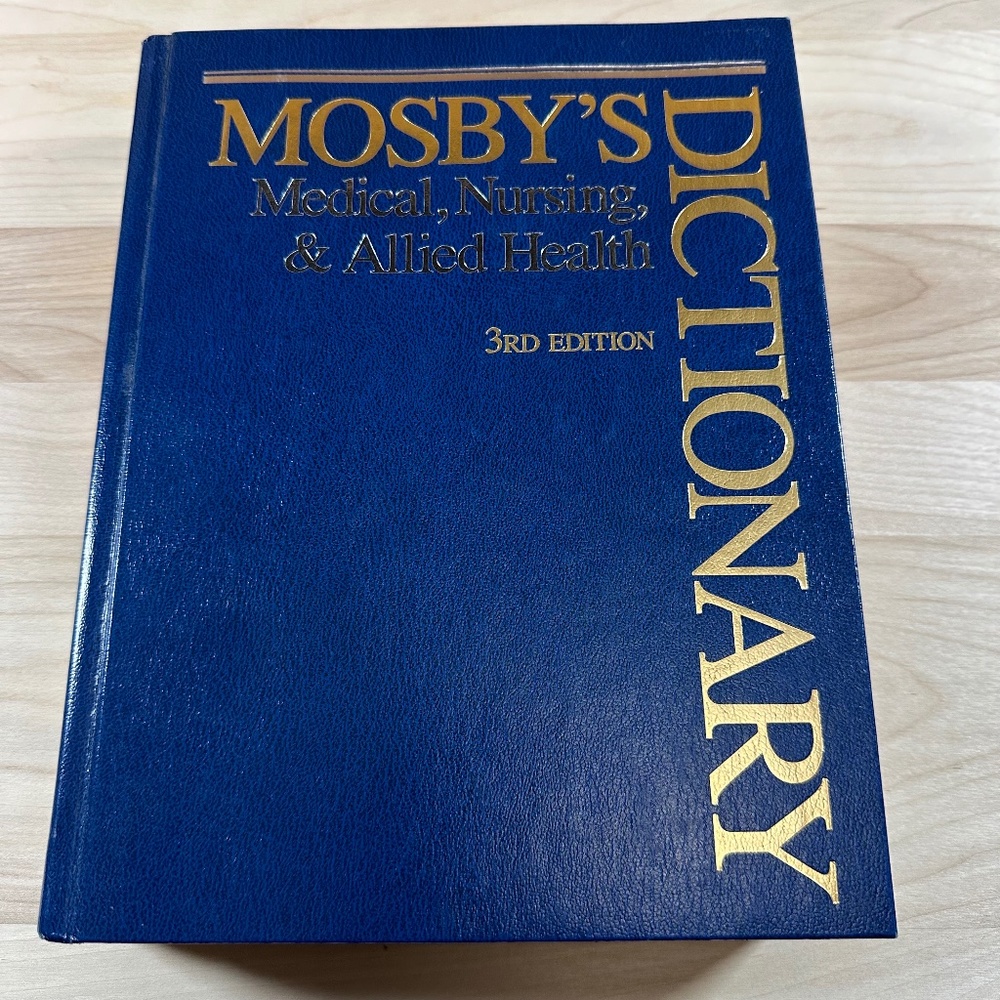 MOSBY'S
Medical, Nursing,
& Allied Health
DICTIONARY
3RD EDITION